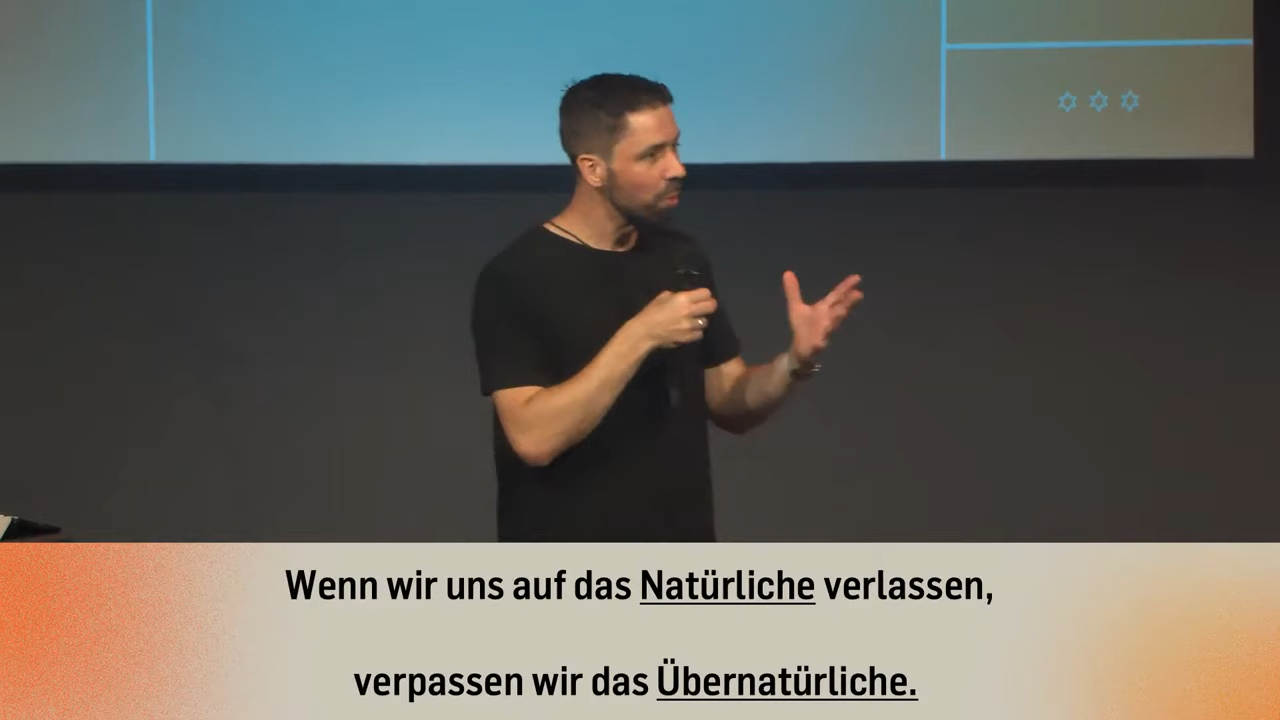 Wenn wir uns auf das Natürliche verlassen,
verpassen wir das Übernatürliche.